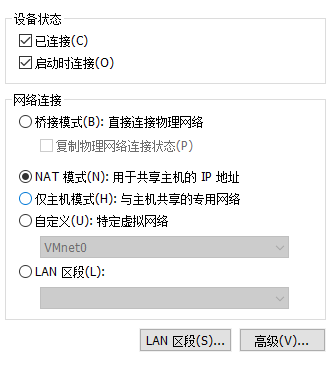 设备状态
已连接(C)
启动时连接(O)
网络连接
桥接模式(B): 直接连接物理网络
复制物理网络连接状态(P)
NAT 模式(N): 用于共享主机的 IP 地址
仅主机模式(H): 与主机共享的专用网络
自定义(U): 特定虚拟网络
VMnet0
LAN 区段(L):
LAN 区段(S)... 高级(V)...